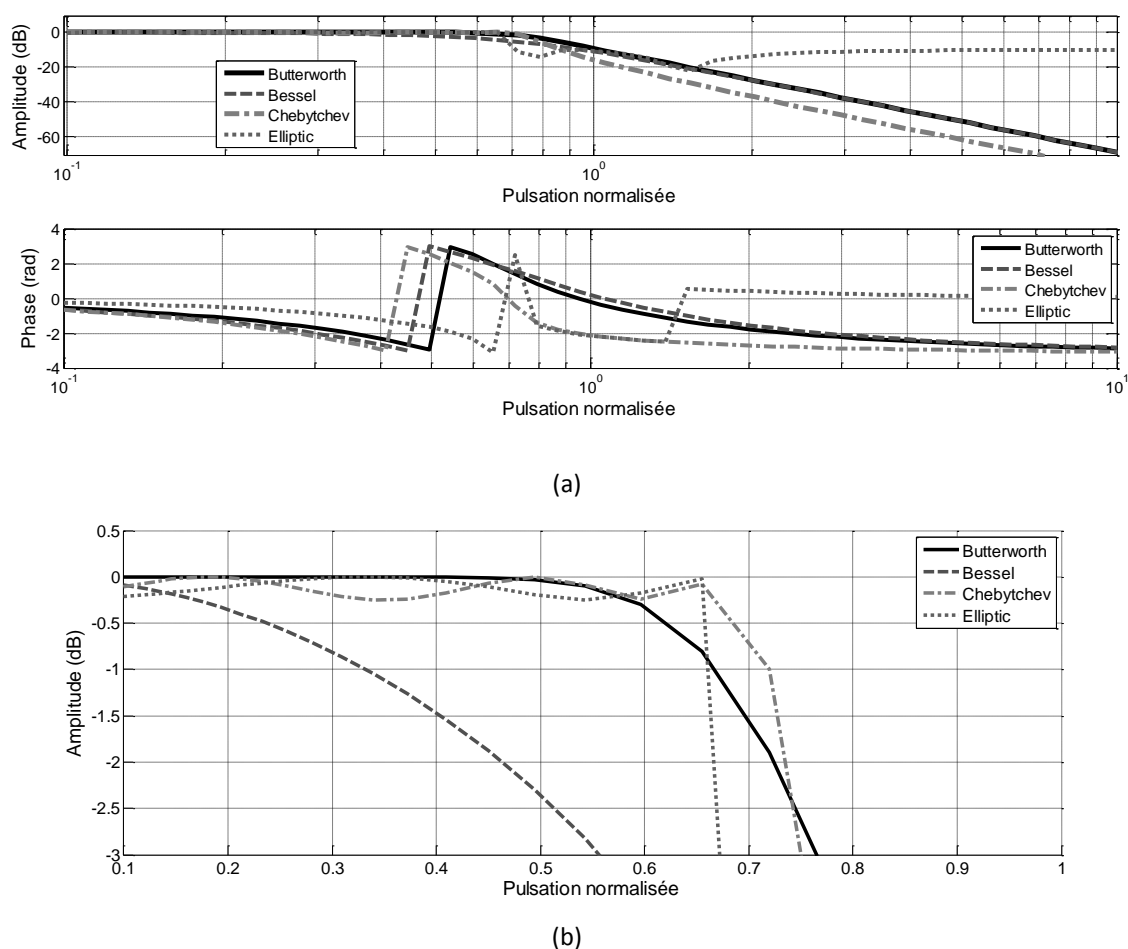 Amplitude (dB)
0
-20
-40
-60
Butterworth
Bessel
Chebytchev
Elliptic
10-1
100
Pulsation normalisée
Phase (rad)
4
2
0
-2
-4
Butterworth
Bessel
Chebytchev
Elliptic
10-1
100
101
Pulsation normalisée
(a)
Amplitude (dB)
0.5
0
-0.5
-1
-1.5
-2
-2.5
-3
Butterworth
Bessel
Chebytchev
Elliptic
0.1 0.2 0.3 0.4 0.5 0.6 0.7 0.8 0.9 1
Pulsation normalisée
(b)